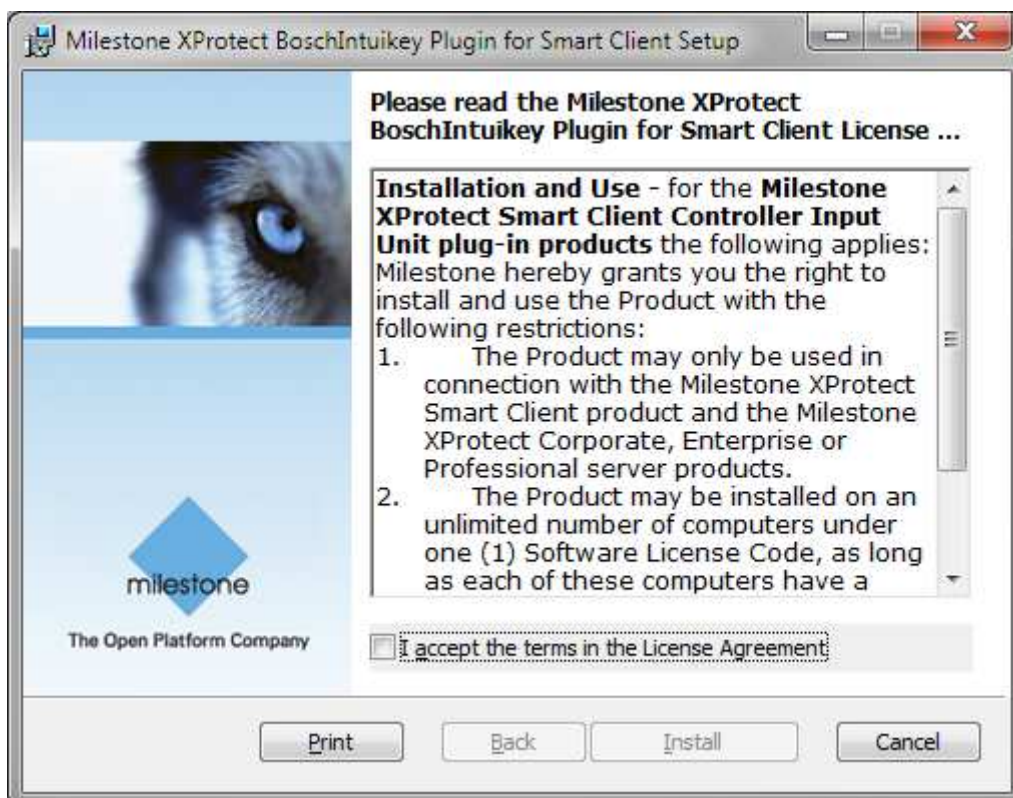 Milestone XProtect BoschIntuikey Plugin for Smart Client Setup
Please read the Milestone XProtect
BoschIntuikey Plugin for Smart Client License ...
Installation and Use - for the Milestone
XProtect Smart Client Controller Input
Unit plug-in products the following applies:
Milestone hereby grants you the right to
install and use the Product with the
following restrictions:
1. The Product may only be used in
connection with the Milestone XProtect
Smart Client product and the Milestone
XProtect Corporate, Enterprise or
Professional server products.
2. The Product may be installed on an
unlimited number of computers under
one (1) Software License Code, as long
as each of these computers have a
milestone
The Open Platform Company
I accept the terms in the License Agreement
Print Back Install Cancel